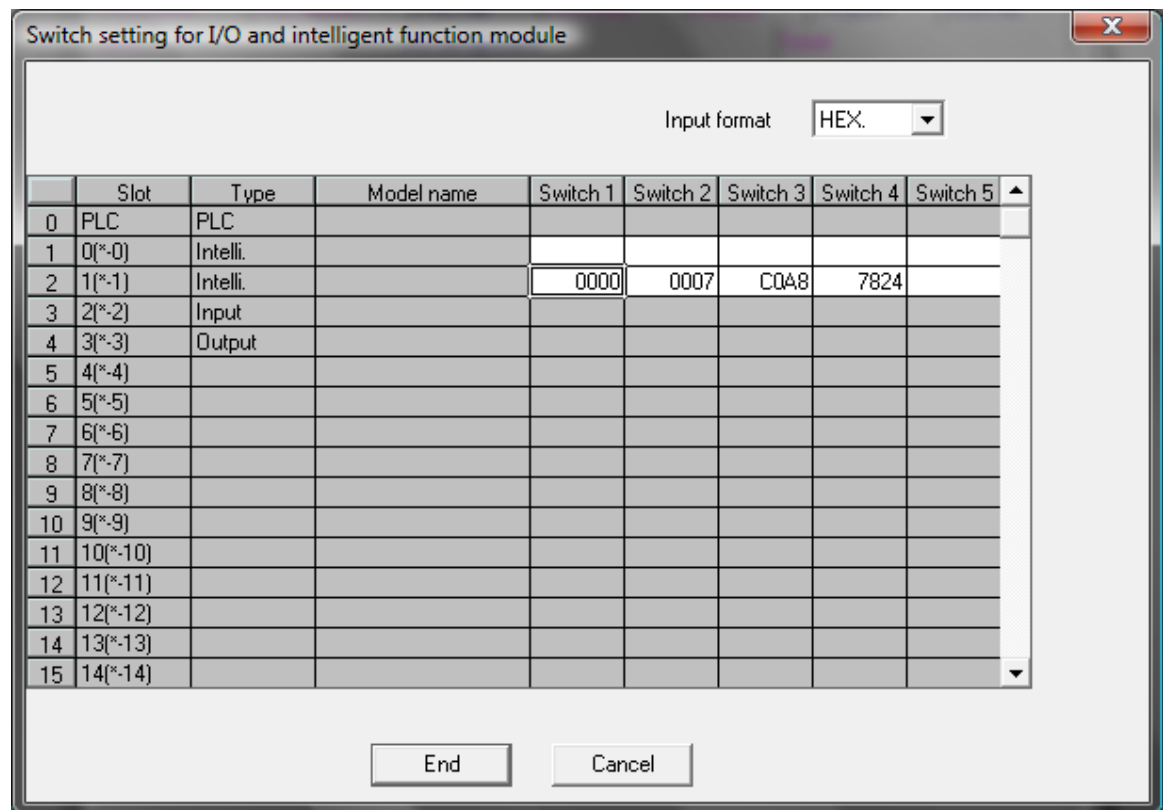 Switch setting for I/O and intelligent function module
Input format HEX.
Slot Type Model name Switch 1 Switch 2 Switch 3 Switch 4 Switch 5
0 PLC PLC
1 0(*-0) Intelli.
2 1(*-1) Intelli. 0000 0007 C0A8 7824
3 2(*-2) Input
4 3(*-3) Output
5 4(*-4)
6 5(*-5)
7 6(*-6)
8 7(*-7)
9 8(*-8)
10 9(*-9)
11 10(*-10)
12 11(*-11)
13 12(*-12)
14 13(*-13)
15 14(*-14)
End Cancel